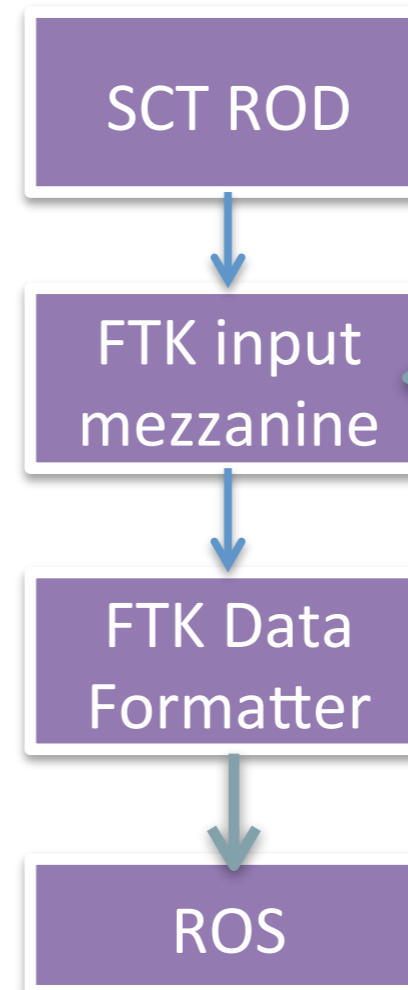 SCT ROD
FTK input
mezzanine
FTK Data
Formatter
ROS